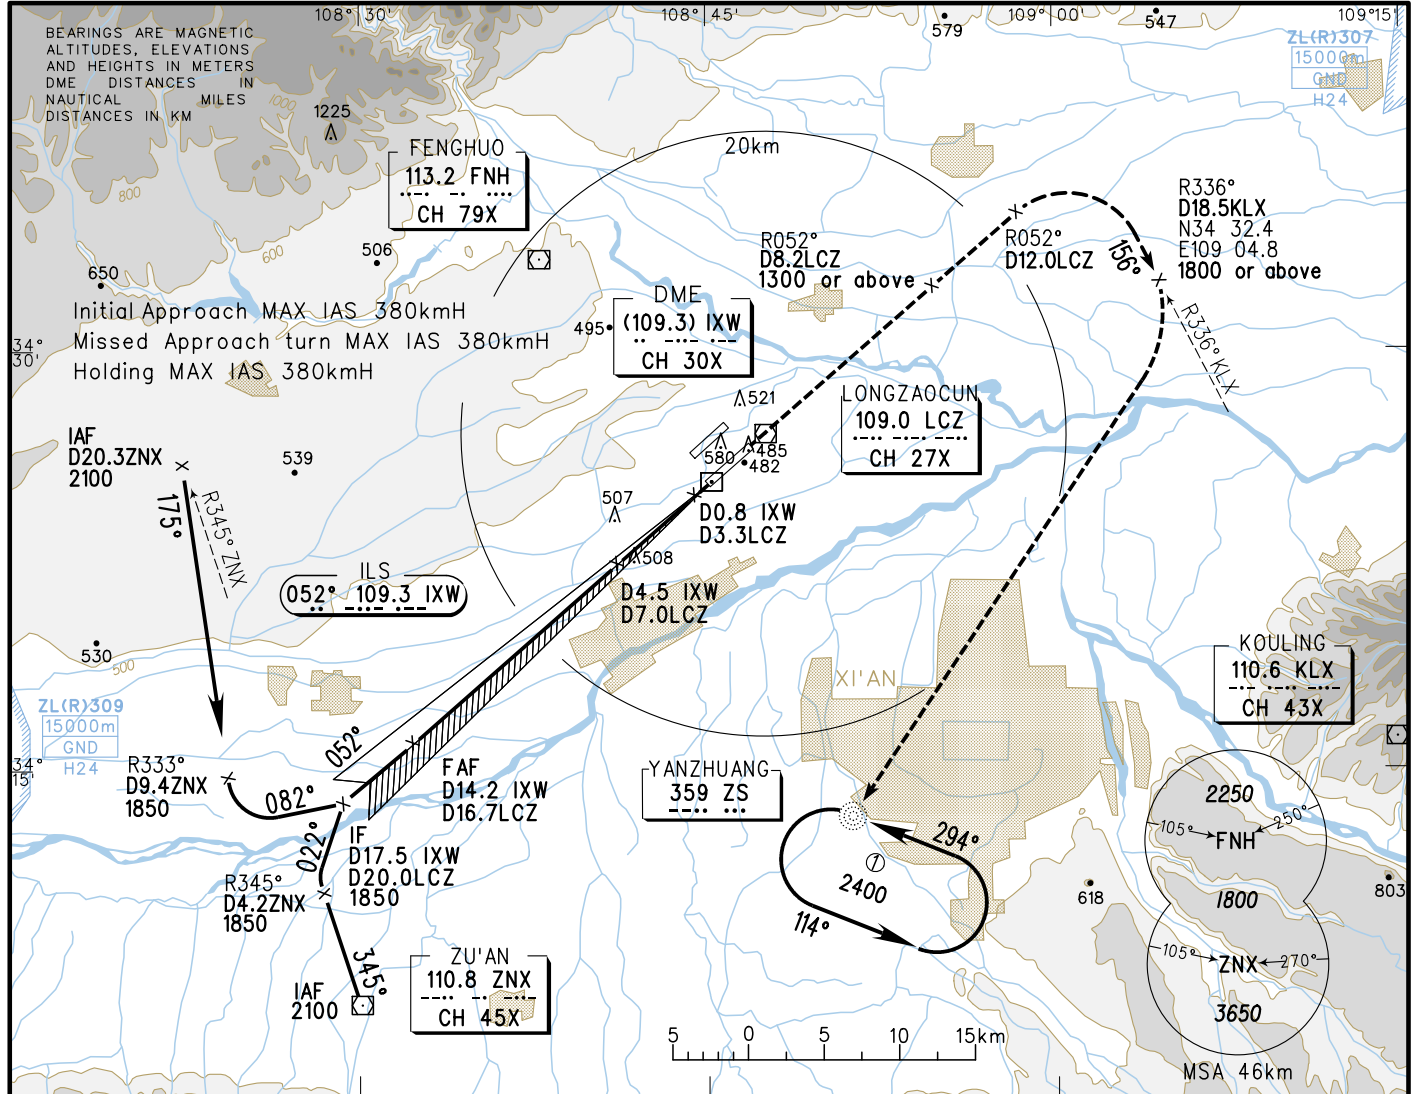 108° 30'
108° 45'
109° 00'
109° 15'
BEARINGS ARE MAGNETIC
ALTITUDES, ELEVATIONS
AND HEIGHTS IN METERS
DME DISTANCES IN
NAUTICAL MILES
DISTANCES IN KM
579
547
ZL(R)307
15000m
GND
H24
1000
1225
800
600
FENGHUO
113.2 FNH
CH 79X
20km
506
650
R052°
D8.2LCZ
1300 or above
R052°
D12.0LCZ
156°
R336°
D18.5KLX
N34 32.4
E109 04.8
1800 or above
R336° KLX
Initial Approach MAX IAS 380kmH
Missed Approach turn MAX IAS 380kmH
Holding MAX IAS 380kmH
34°
30'
495
DME
(109.3) IXW
CH 30X
521
LONGZAOCUN
109.0 LCZ
CH 27X
580
485
482
IAF
D20.3ZNX
2100
539
175°
R345° ZNX
507
D0.8 IXW
D3.3LCZ
508
ILS
052° 109.3 IXW
D4.5 IXW
D7.0LCZ
530
500
XI'AN
KOULING
110.6 KLX
CH 43X
ZL(R)309
15000m
GND
H24
34°
15'
052°
R333°
D9.4ZNX
1850
082°
FAF
D14.2 IXW
D16.7LCZ
YANZHUANG
359 ZS
022°
IF
D17.5 IXW
D20.0LCZ
1850
R345°
D4.2ZNX
1850
294°
1
2400
114°
2250
105°
FNH
250°
1800
105°
ZNX
270°
3650
MSA 46km
618
803
345°
IAF
2100
ZU'AN
110.8 ZNX
CH 45X
5 0 5 10 15km